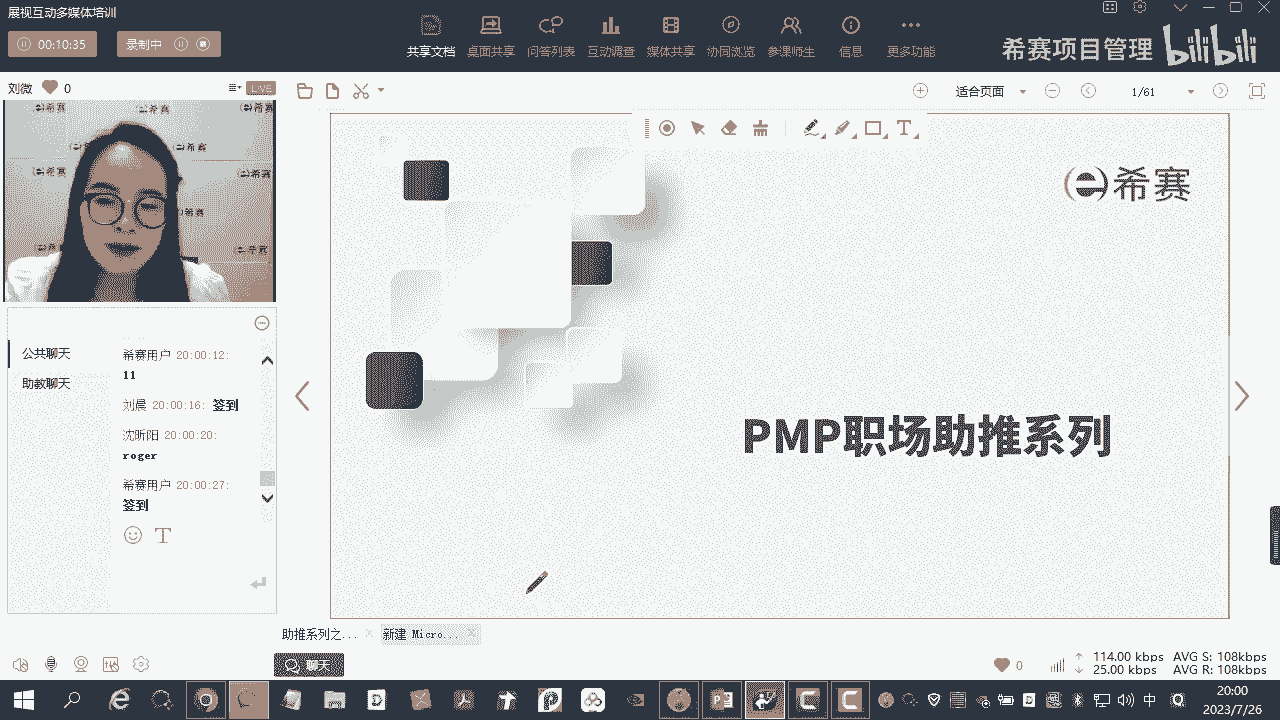 展视互动多媒体培训
00:10:35
录制中
共享文档
桌面共享
问答列表
互动调查
媒体共享
协同浏览
参课师生
信息
更多功能
希赛项目管理 bilibili
刘微 0
LIVE
适合页面
1/61
希赛
公共聊天
助教聊天
希赛用户 20:00:12:
11
刘晨 20:00:16: 签到
沈昕阳 20:00:20:
roger
希赛用户 20:00:27:
签到
PMP职场助推系列
助推系列之...
新建 Micro...
聊天
0
114.00 kbps AVG S: 108kbps
25.00 kbps AVG R: 108kbps
中
20:00
2023/7/26